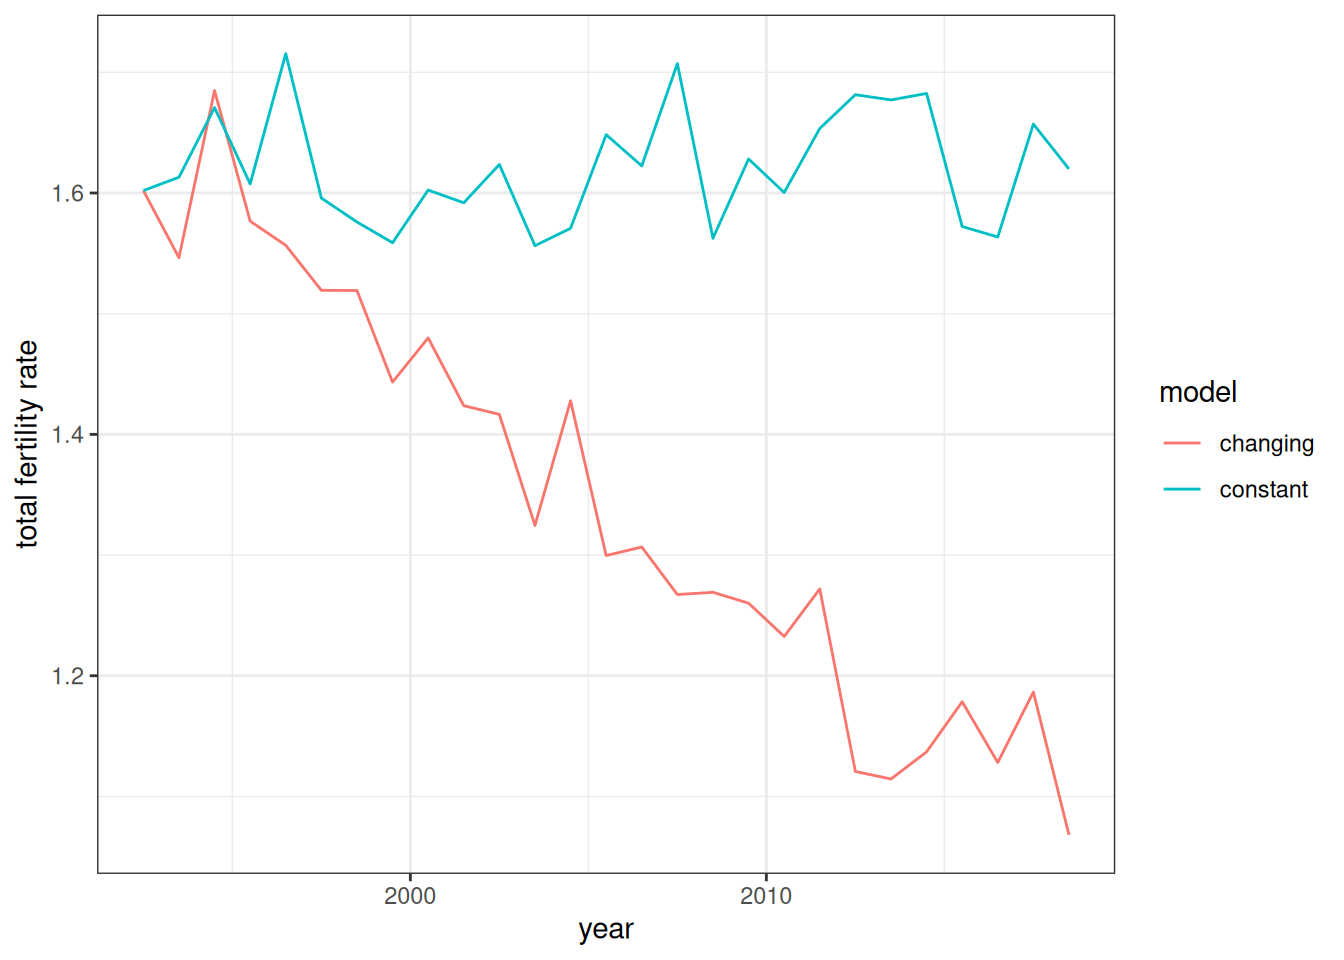 total fertility rate
1.6
1.4
1.2
2000
2010
year
model
changing
constant